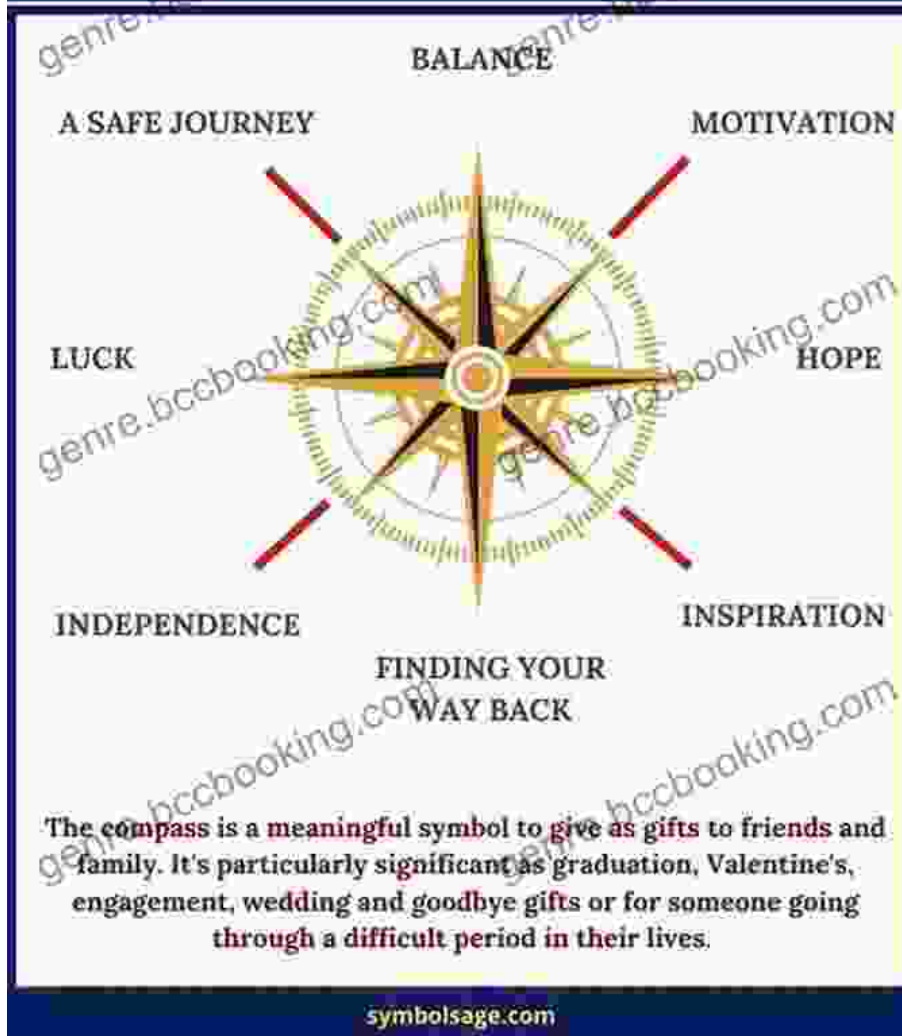 genre.
genre.
BALANCE
A SAFE JOURNEY
MOTIVATION
genre.bccbooking.com
genre.bccbooking.com
LUCK
HOPE
INDEPENDENCE
INSPIRATION
FINDING YOUR
WAY BACK
genre.bccbooking.com
genre.bccbooking.com
The compass is a meaningful symbol to give as gifts to friends and
family. It's particularly significant as graduation, Valentine's,
engagement, wedding and goodbye gifts or for someone going
through a difficult period in their lives.
symbolsage.com